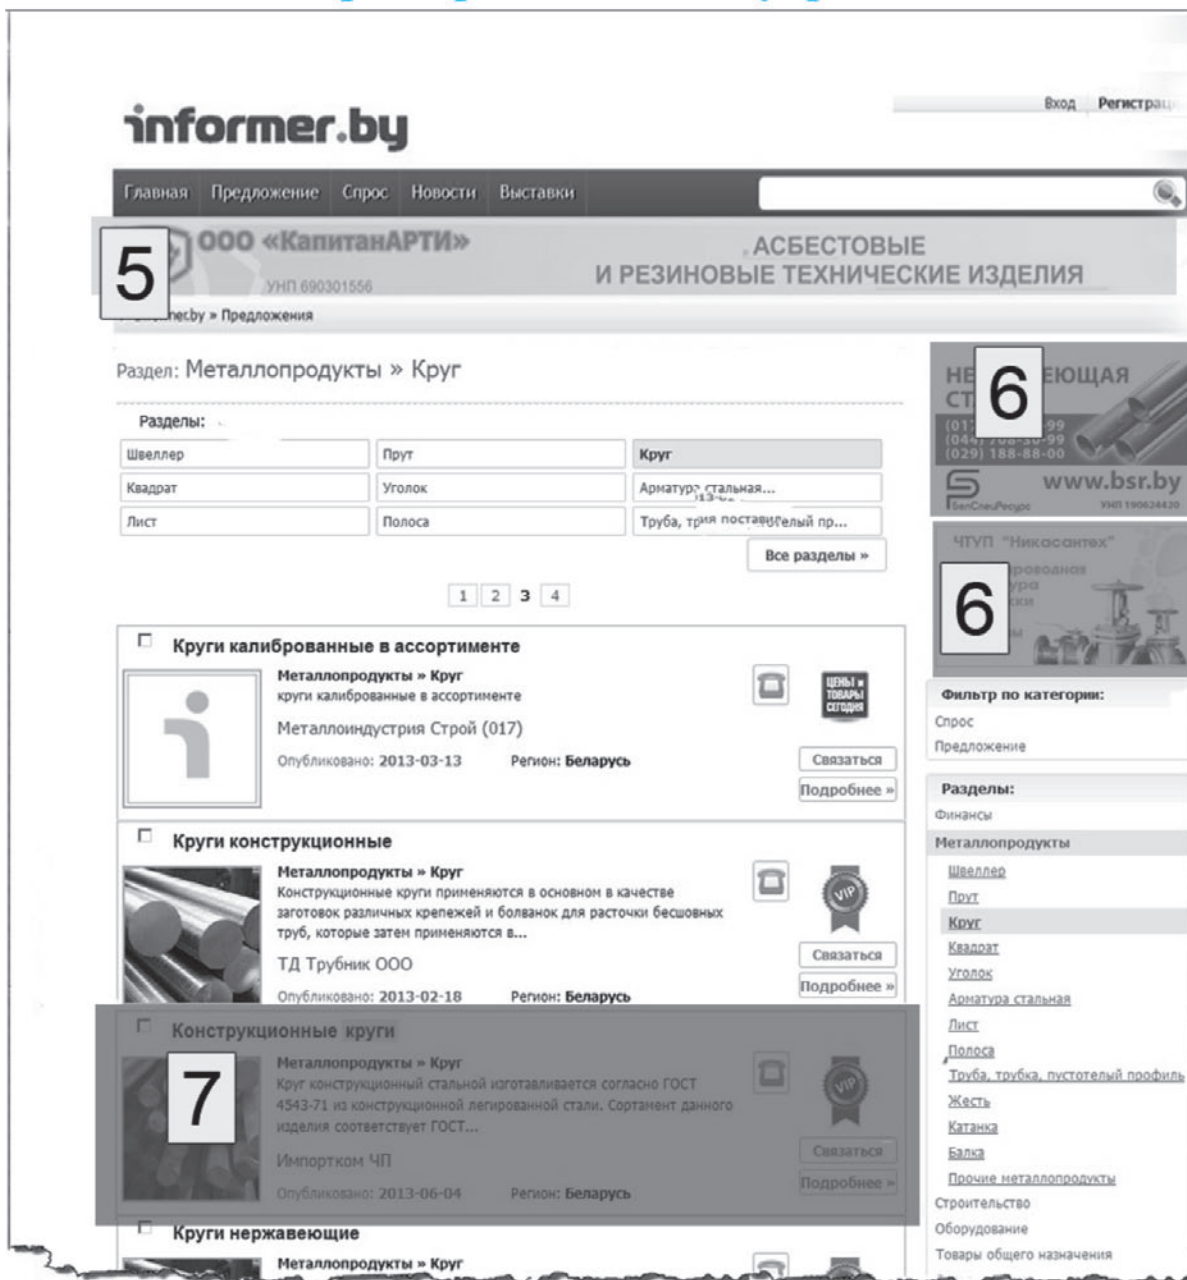 informer.by
Вход Регистрац
Главная Предложение Спрос Новости Выставки
5
ООО «КапитанАРТИ»
УНП 690301556
АСБЕСТОВЫЕ
И РЕЗИНОВЫЕ ТЕХНИЧЕСКИЕ ИЗДЕЛИЯ
» Предложения
Раздел: Металлопродукты » Круг
Разделы:
Швеллер Прут Круг
Квадрат Уголок Арматура стальная...
Лист Полоса Труба,
Все разделы »
1 2 3 4
Круги калиброванные в ассортименте
Металлопродукты » Круг
круги калиброванные в ассортименте
Металлоиндустрия Строй (017)
Опубликовано: 2013-03-13 Регион: Беларусь
ЦЕНЫ и
ТОВАРЫ
СЕГОДНЯ
Связаться
Подробнее »
Круги конструкционные
Металлопродукты » Круг
Конструкционные круги применяются в основном в качестве
заготовок различных крепежей и болванок для расточки бесшовных
труб, которые затем применяются в...
ТД Трубник ООО
Опубликовано: 2013-02-18 Регион: Беларусь
VIP
Связаться
Подробнее »
Конструкционные круги
7
Металлопродукты » Круг
Круг конструкционный стальной изготавливается согласно ГОСТ
4543-71 из конструкционной легированной стали. Сортамент данного
изделия соответствует ГОСТ...
Импортком ЧП
Опубликовано: 2013-06-04 Регион: Беларусь
VIP
Связаться
Подробнее »
Круги нержавеющие
Металлопродукты » Круг
6
(029) 188-88-00
БелСпецРесурс
www.bsr.by
УНП 190624420
ЧТУП "Никасантех"
6
Фильтр по категории:
Спрос
Предложение
Разделы:
Финансы
Металлопродукты
Швеллер
Прут
Круг
Квадрат
Уголок
Арматура стальная
Лист
Полоса
Труба, трубка, пустотелый профиль
Жесть
Катанка
Балка
Прочие металлопродукты
Строительство
Оборудование
Товары общего назначения